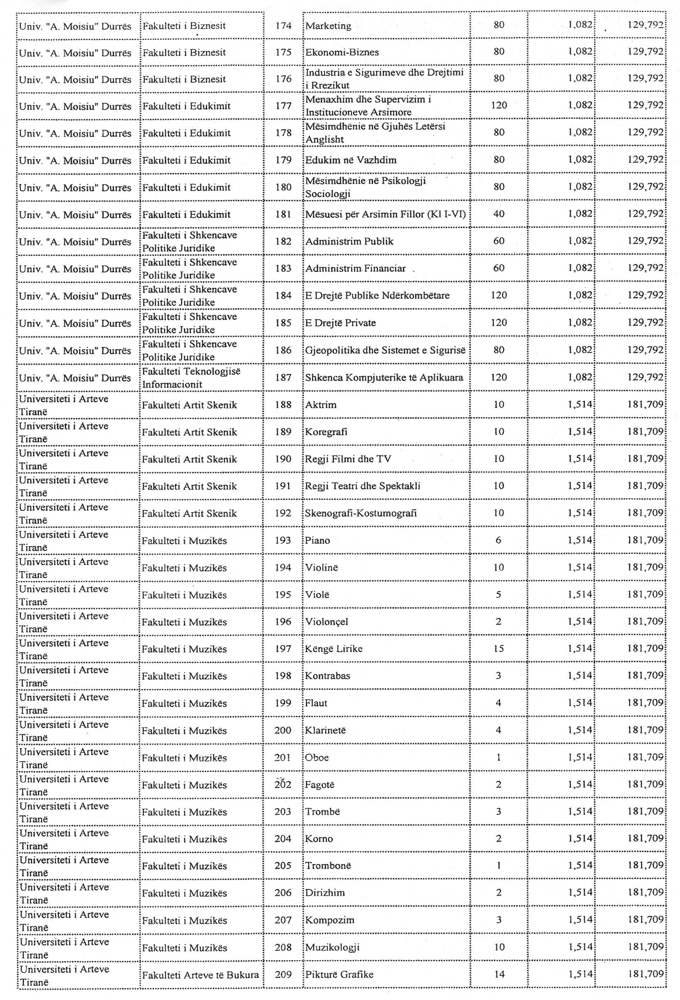 Univ. "A. Moisiu" Durrës Fakulteti i Biznesit 174 Marketing 80 1,082 129,792
Univ. "A. Moisiu" Durrës Fakulteti i Biznesit 175 Ekonomi-Biznes 80 1,082 129,792
Univ. "A. Moisiu" Durrës Fakulteti i Biznesit 176 Industria e Sigurimeve dhe Drejtimi
i Rrezikut 80 1,082 129,792
Univ. "A. Moisiu" Durrës Fakulteti i Edukimit 177 Menaxhim dhe Supervizim i
Institucioneve Arsimore 120 1,082 129,792
Univ. "A. Moisiu" Durrës Fakulteti i Edukimit 178 Mësimdhënie në Gjuhës Letërsi
Anglisht 80 1,082 129,792
Univ. "A. Moisiu" Durrës Fakulteti i Edukimit 179 Edukim në Vazhdim 80 1,082 129,792
Univ. "A. Moisiu" Durrës Fakulteti i Edukimit 180 Mësimdhënie në Psikologji
Sociologji 80 1,082 129,792
Univ. "A. Moisiu" Durrës Fakulteti i Edukimit 181 Mësuesi për Arsimin Fillor (Kl I-VI) 40 1,082 129,792
Univ. "A. Moisiu" Durrës Fakulteti i Shkencave
Politike Juridike 182 Administrim Publik 60 1,082 129,792
Univ. "A. Moisiu" Durrës Fakulteti i Shkencave
Politike Juridike 183 Administrim Financiar 60 1,082 129,792
Univ. "A. Moisiu" Durrës Fakulteti i Shkencave
Politike Juridike 184 E Drejtë Publike Ndërkombëtare 120 1,082 129,792
Univ. "A. Moisiu" Durrës Fakulteti i Shkencave
Politike Juridike 185 E Drejtë Private 120 1,082 129,792
Univ. "A. Moisiu" Durrës Fakulteti i Shkencave
Politike Juridike 186 Gjeopolitika dhe Sistemet e Sigurisë 80 1,082 129,792
Univ. "A. Moisiu" Durrës Fakulteti Teknologjisë
Informacionit 187 Shkenca Kompjuterike të Aplikuara 120 1,082 129,792
Universiteti i Arteve
Tiranë Fakulteti Artit Skenik 188 Aktrim 10 1,514 181,709
Universiteti i Arteve
Tiranë Fakulteti Artit Skenik 189 Koregrafi 10 1,514 181,709
Universiteti i Arteve
Tiranë Fakulteti Artit Skenik 190 Regji Filmi dhe TV 10 1,514 181,709
Universiteti i Arteve
Tiranë Fakulteti Artit Skenik 191 Regji Teatri dhe Spektakli 10 1,514 181,709
Universiteti i Arteve
Tiranë Fakulteti Artit Skenik 192 Skenografi-Kostumografi 10 1,514 181,709
Universiteti i Arteve
Tiranë Fakulteti i Muzikës 193 Piano 6 1,514 181,709
Universiteti i Arteve
Tiranë Fakulteti i Muzikës 194 Violinë 10 1,514 181,709
Universiteti i Arteve
Tiranë Fakulteti i Muzikës 195 Violë 5 1,514 181,709
Universiteti i Arteve
Tiranë Fakulteti i Muzikës 196 Violonçel 2 1,514 181,709
Universiteti i Arteve
Tiranë Fakulteti i Muzikës 197 Këngë Lirike 15 1,514 181,709
Universiteti i Arteve
Tiranë Fakulteti i Muzikës 198 Kontrabas 3 1,514 181,709
Universiteti i Arteve
Tiranë Fakulteti i Muzikës 199 Flaut 4 1,514 181,709
Universiteti i Arteve
Tiranë Fakulteti i Muzikës 200 Klarinetë 4 1,514 181,709
Universiteti i Arteve
Tiranë Fakulteti i Muzikës 201 Oboe 1 1,514 181,709
Universiteti i Arteve
Tiranë Fakulteti i Muzikës 202 Fagotë 2 1,514 181,709
Universiteti i Arteve
Tiranë Fakulteti i Muzikës 203 Trombë 3 1,514 181,709
Universiteti i Arteve
Tiranë Fakulteti i Muzikës 204 Korno 2 1,514 181,709
Universiteti i Arteve
Tiranë Fakulteti i Muzikës 205 Trombonë 1 1,514 181,709
Universiteti i Arteve
Tiranë Fakulteti i Muzikës 206 Dirizhim 2 1,514 181,709
Universiteti i Arteve
Tiranë Fakulteti i Muzikës 207 Kompozim 3 1,514 181,709
Universiteti i Arteve
Tiranë Fakulteti i Muzikës 208 Muzikologji 10 1,514 181,709
Universiteti i Arteve
Tiranë Fakulteti Arteve të Bukura 209 Pikturë Grafike 14 1,514 181,709